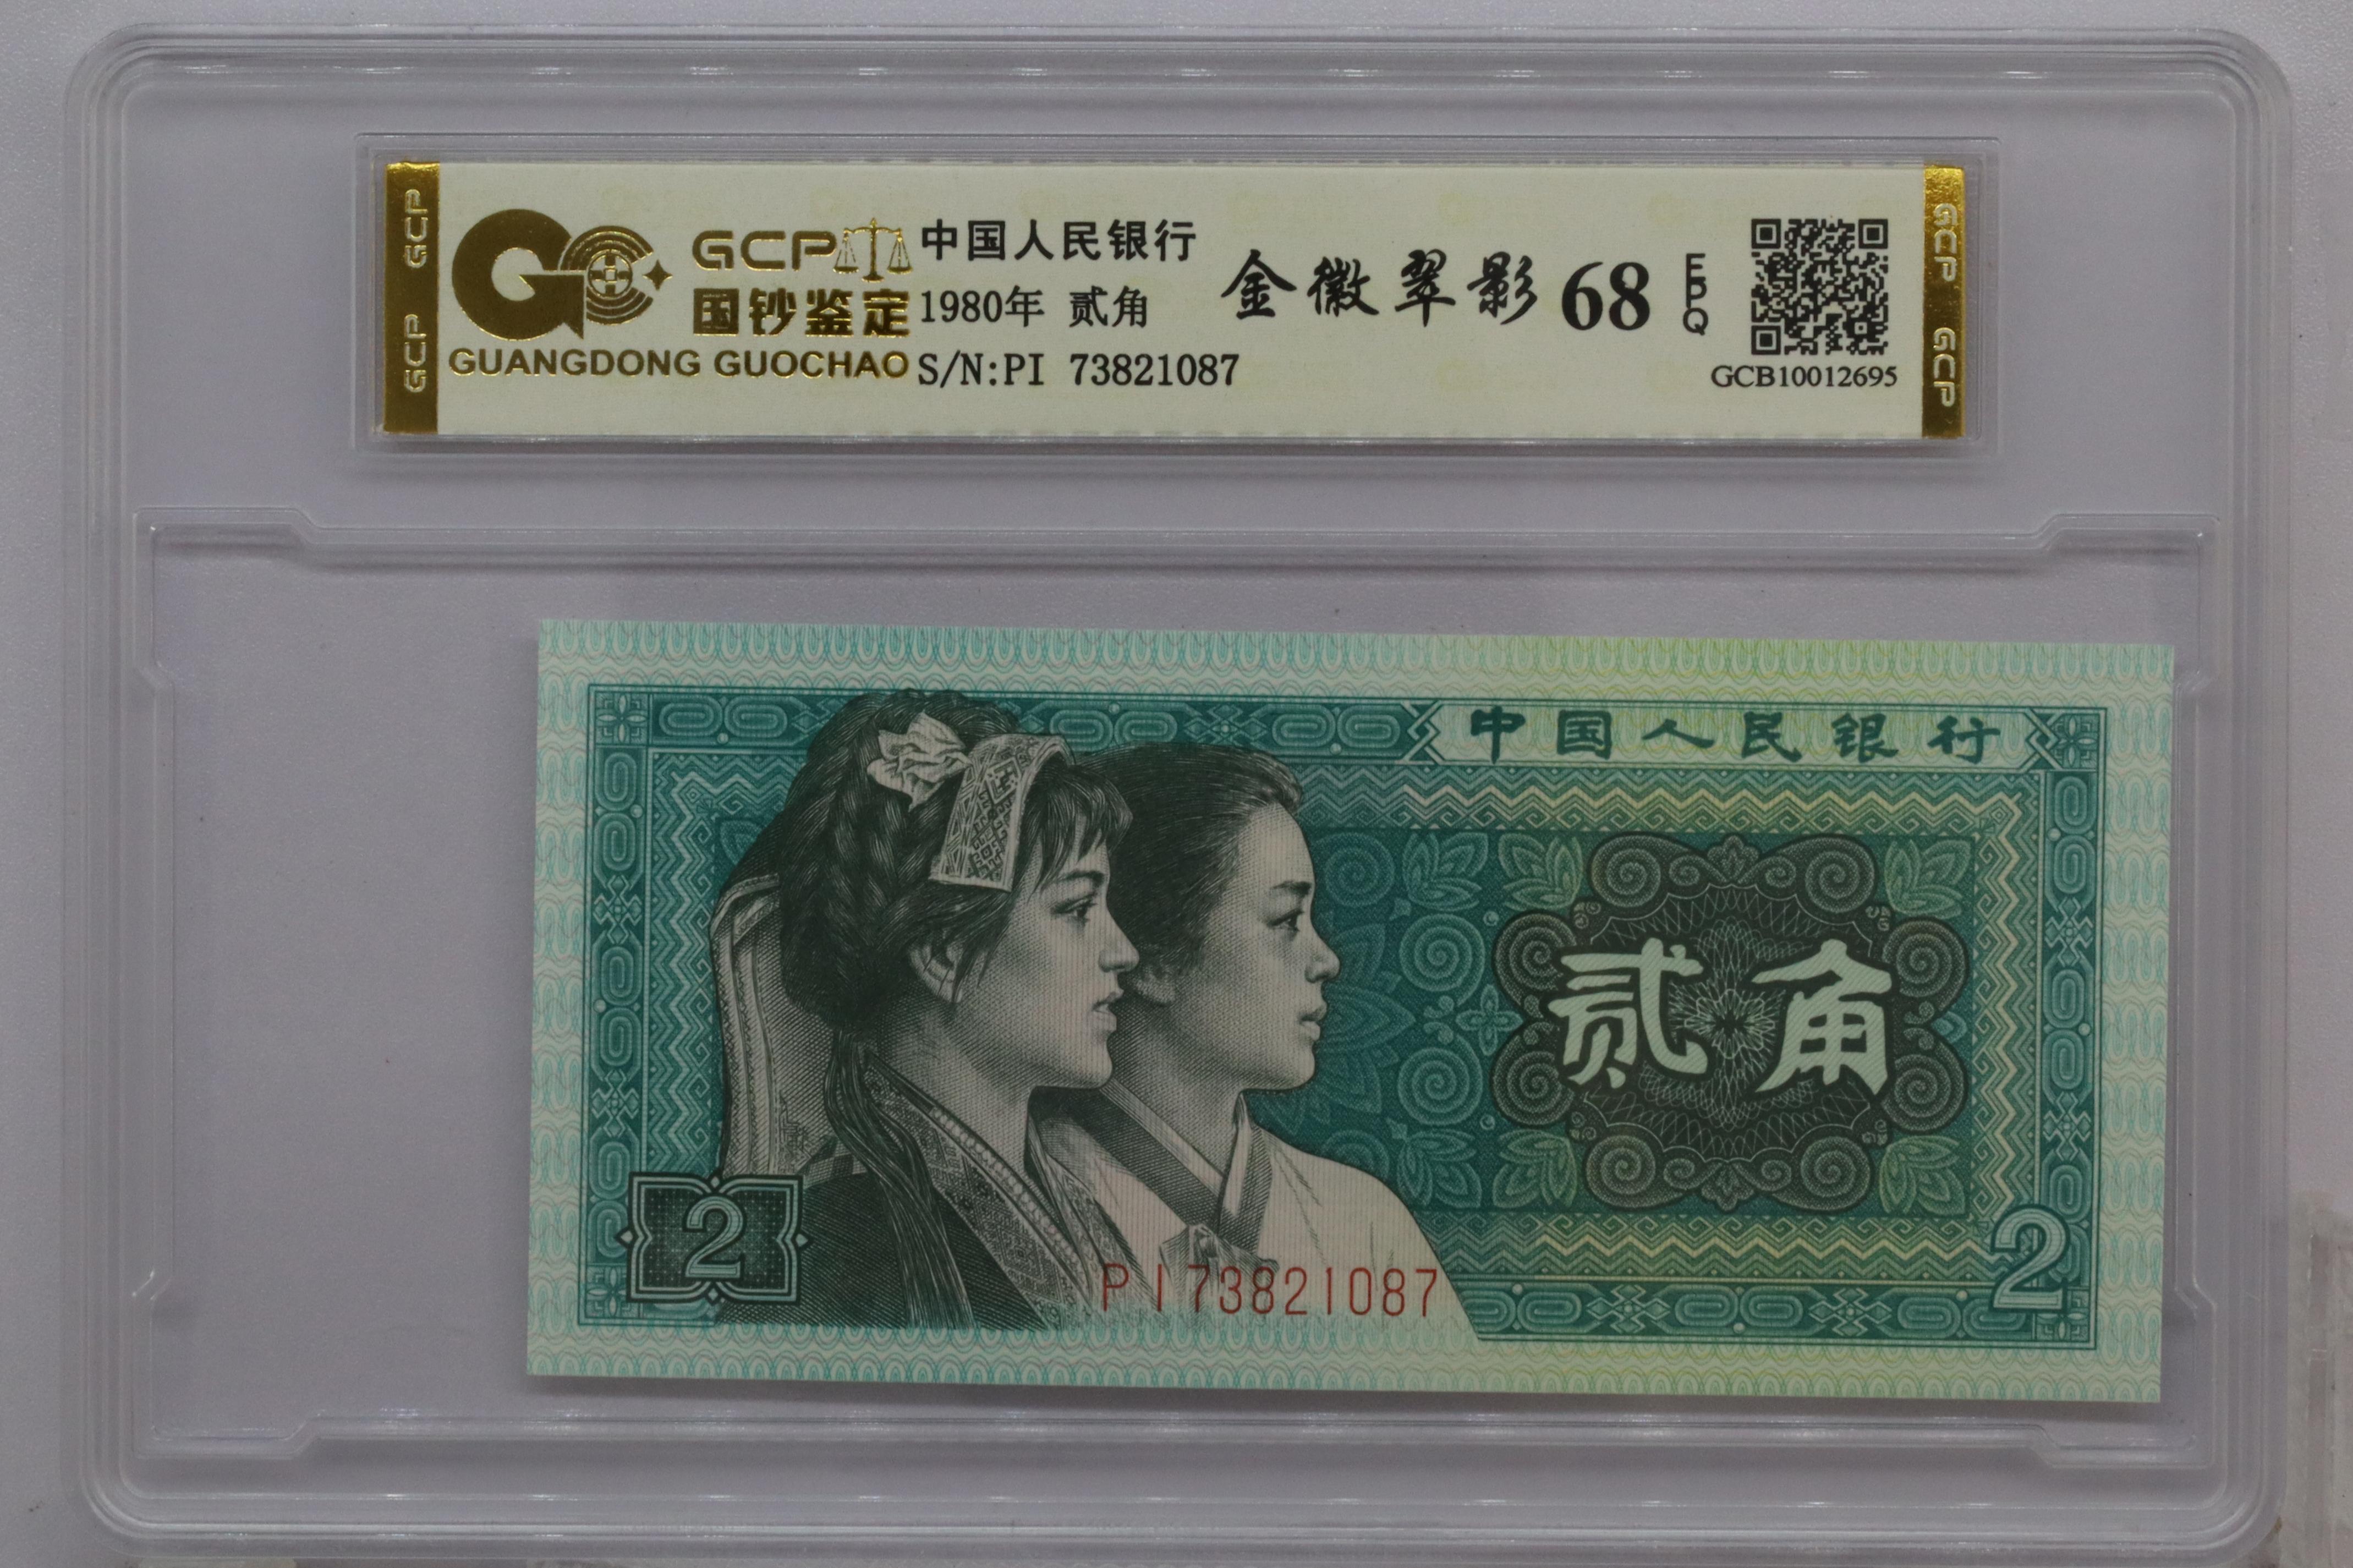 GCP GCP
GCP
国钞鉴定
GUANGDONG GUOCHAO
中国人民银行
1980年 贰角
S/N:PI 73821087
金徽翠影 68 EPQ
GCB10012695
GCP GCP
中国人民银行
贰角
2
PI73821087
2